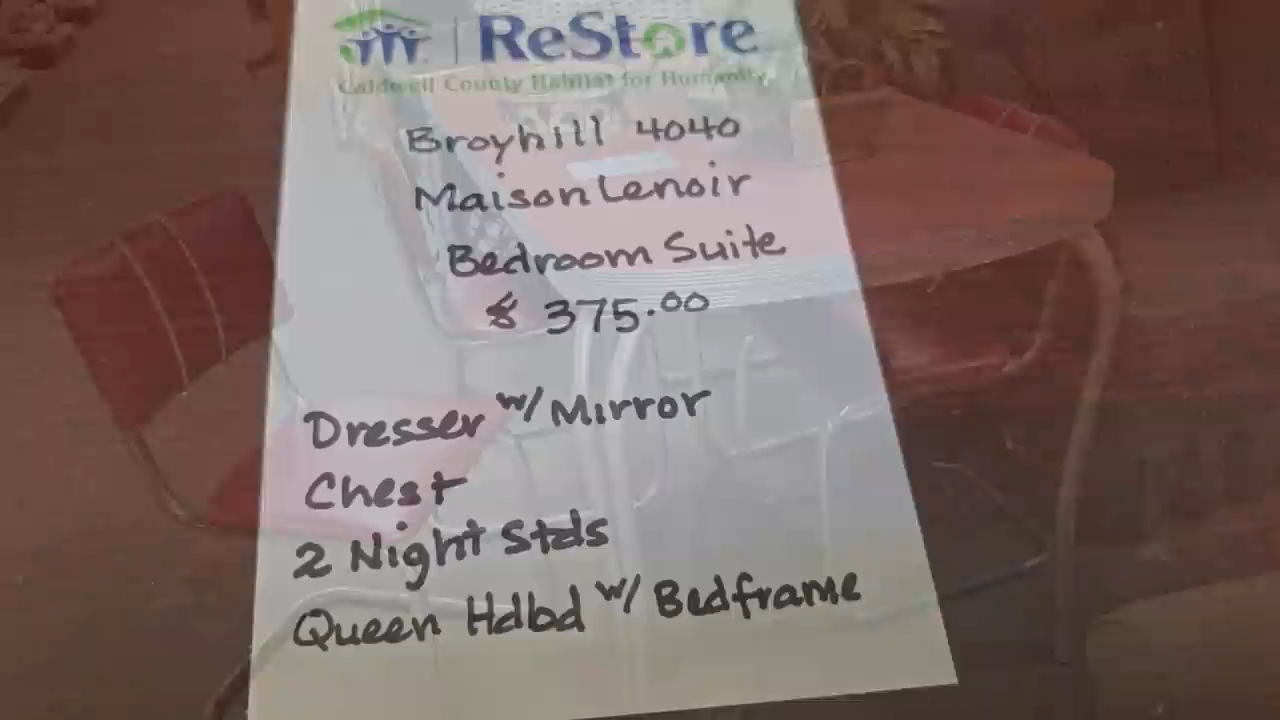 ReStore
Caldwell County Habitat for Humanity
Broyhill 4040
Maison Lenoir
Bedroom Suite
$ 375.00
Dresser w/ Mirror
Chest
2 Night Stds
Queen Hdbd w/ Bedframe